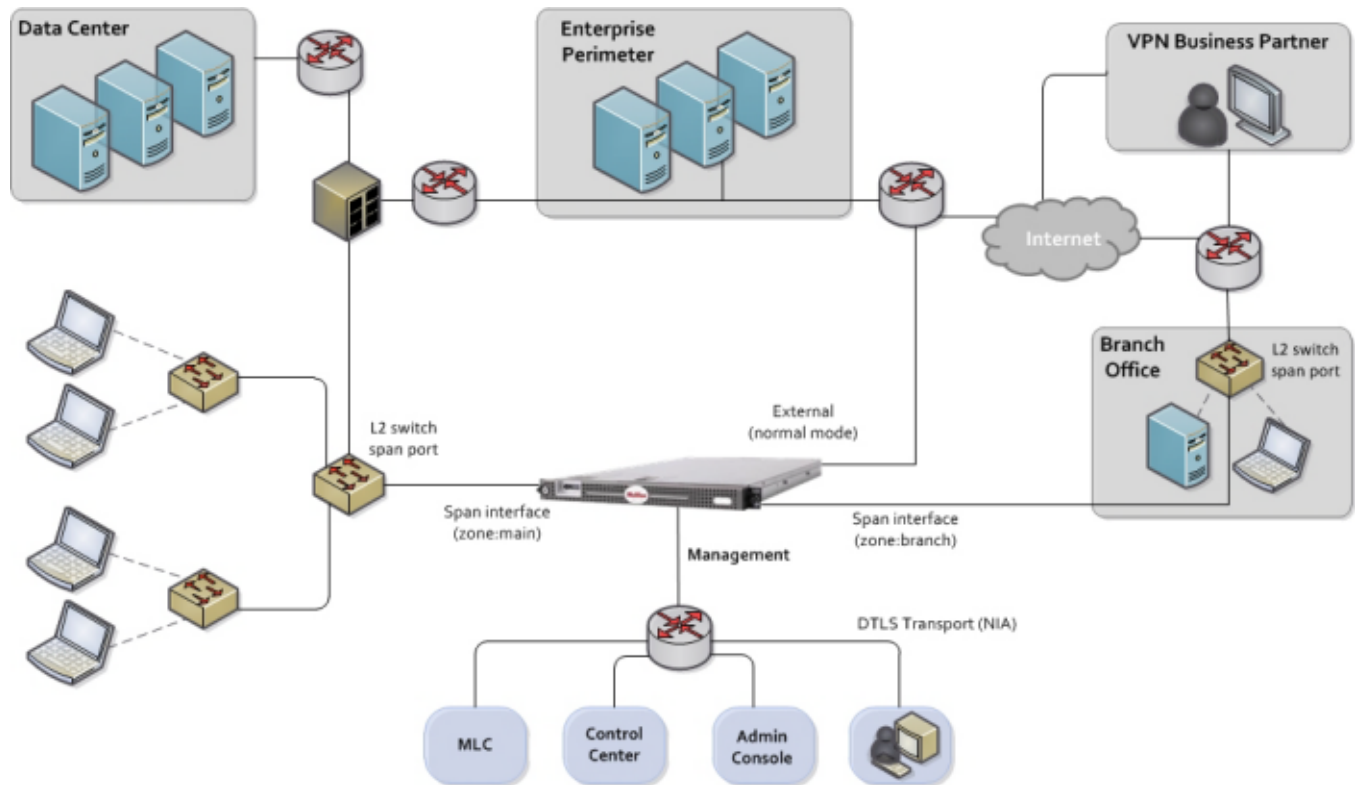 Data Center
Enterprise
Perimeter
VPN Business Partner
Internet
Branch
Office
L2 switch
span port
External
(normal mode)
L2 switch
span port
Span interface
(zone:main)
Span interface
(zone:branch)
Management
DTLS Transport (NIA)
MLC
Control
Center
Admin
Console